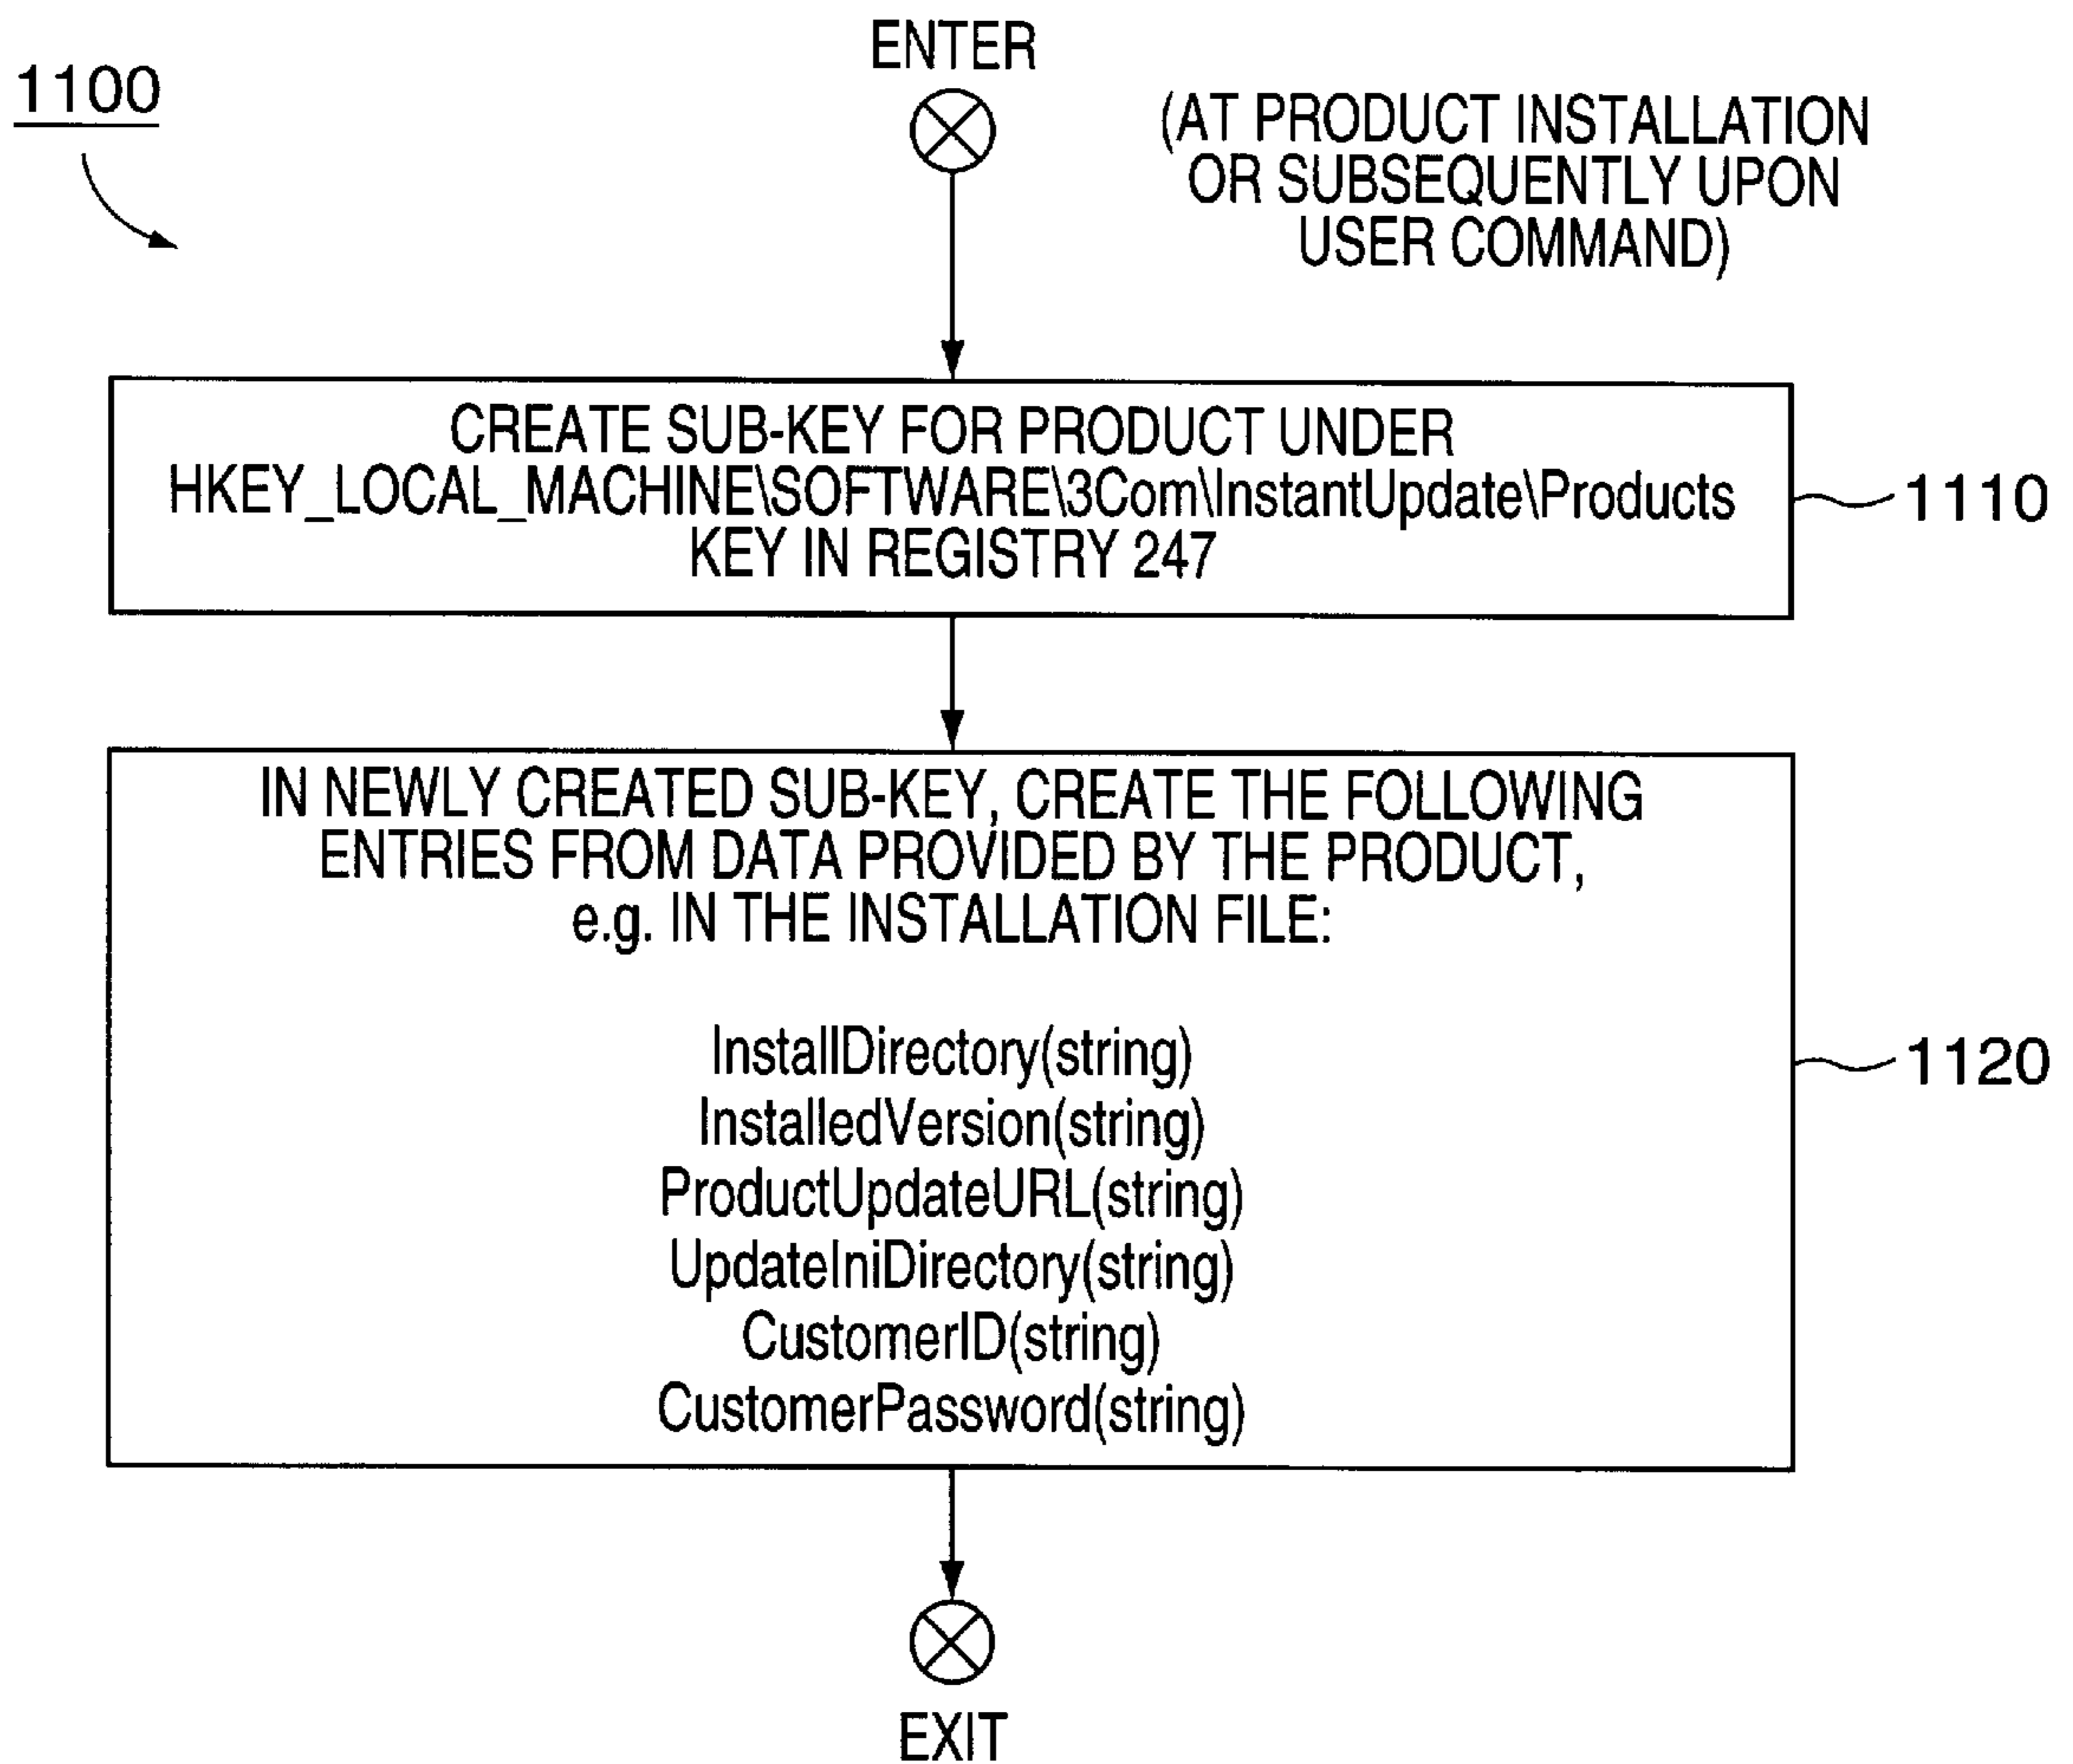 ENTER
1100
(AT PRODUCT INSTALLATION
OR SUBSEQUENTLY UPON
USER COMMAND)
CREATE SUB-KEY FOR PRODUCT UNDER
HKEY_LOCAL_MACHINE\SOFTWARE\3Com\InstantUpdate\Products
KEY IN REGISTRY 247
1110
IN NEWLY CREATED SUB-KEY, CREATE THE FOLLOWING
ENTRIES FROM DATA PROVIDED BY THE PRODUCT,
e.g. IN THE INSTALLATION FILE:
InstallDirectory(string)
InstalledVersion(string)
ProductUpdateURL(string)
UpdateIniDirectory(string)
CustomerID(string)
CustomerPassword(string)
1120
EXIT